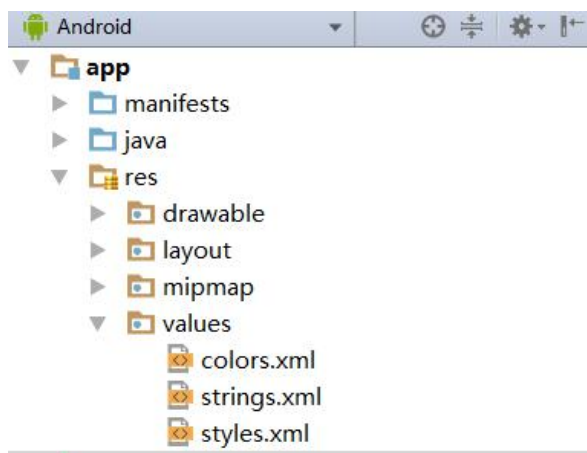 Android
app
manifests
java
res
drawable
layout
mipmap
values
colors.xml
strings.xml
styles.xml